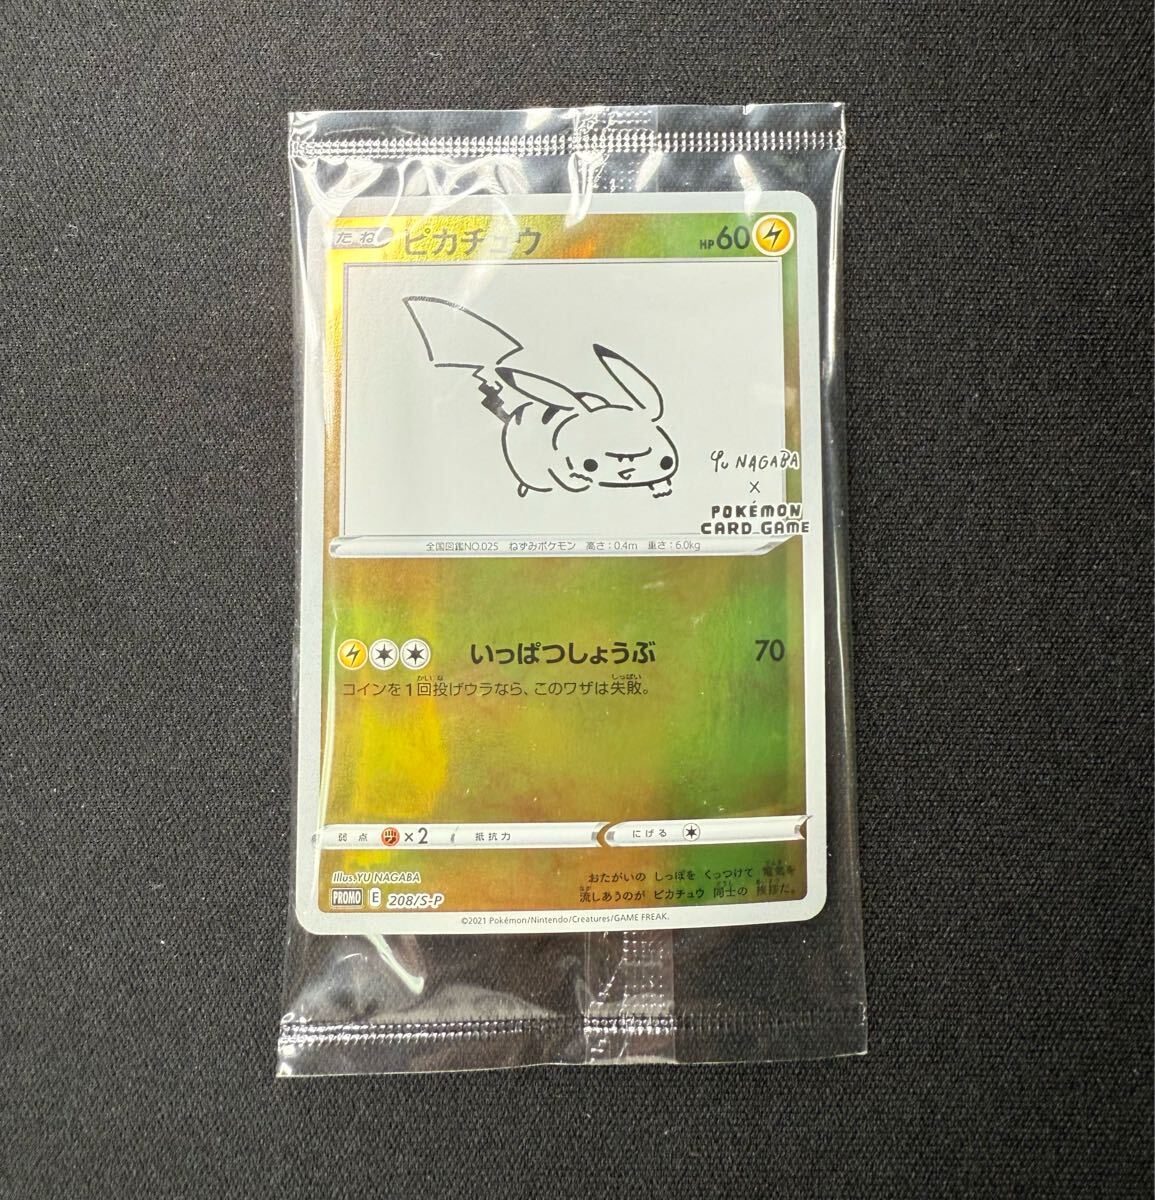 たね ピカチュウ HP 60
Yu NAGABA
×
POKÉMON
CARD GAME
全国図鑑NO.025 ねずみポケモン 高さ:0.4m 重さ:6.0kg
いっぱつしょうぶ 70
コインを1回投げウラなら、このワザは失敗。
弱点 ×2 抵抗力 にげる
Illus.YU NAGABA
PROMO E 208/S-P
おたがいの しっぽを くっつけて 電気を
流しあうのが ピカチュウ 同士の 挨拶だ。
©2021 Pokémon/Nintendo/Creatures/GAME FREAK.